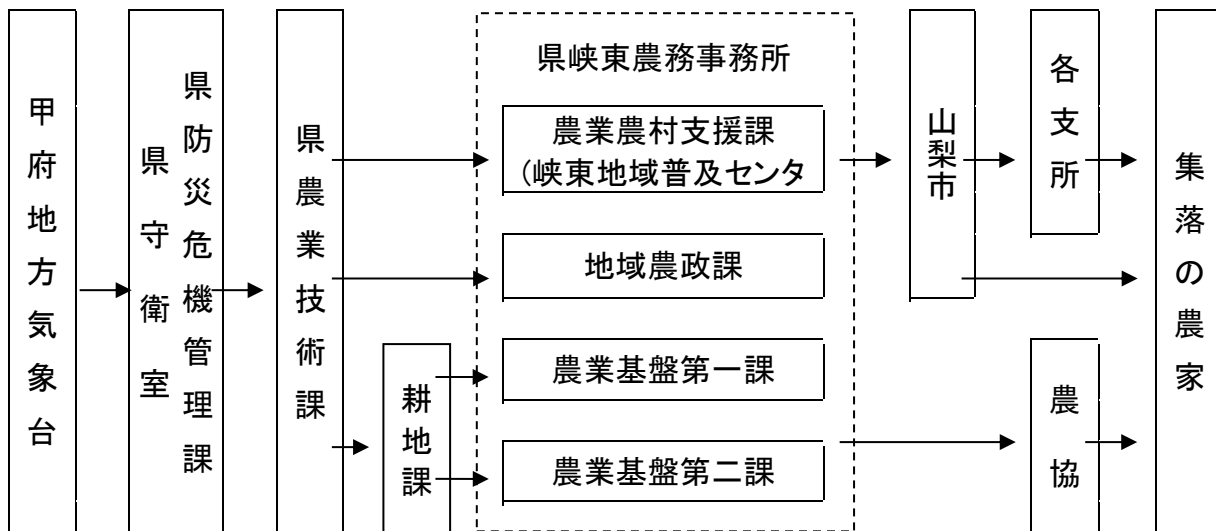 甲府地方気象台
県防災危機管理課
県守衛室
県農業技術課
耕地課
県峡東農務事務所
農業農村支援課
(峡東地域普及センタ
地域農政課
農業基盤第一課
農業基盤第二課
山梨市
各支所
農協
集落の農家